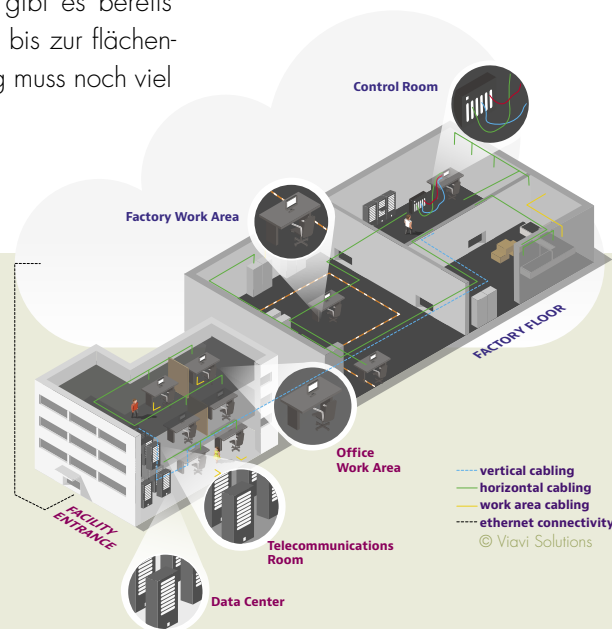 gibt es bereits
bis zur flächen-
g muss noch viel
Control Room
Factory Work Area
FACTORY FLOOR
Office
Work Area
vertical cabling
horizontal cabling
work area cabling
ethernet connectivity
© Viavi Solutions
FACILITY
ENTRANCE
Telecommunications
Room
Data Center